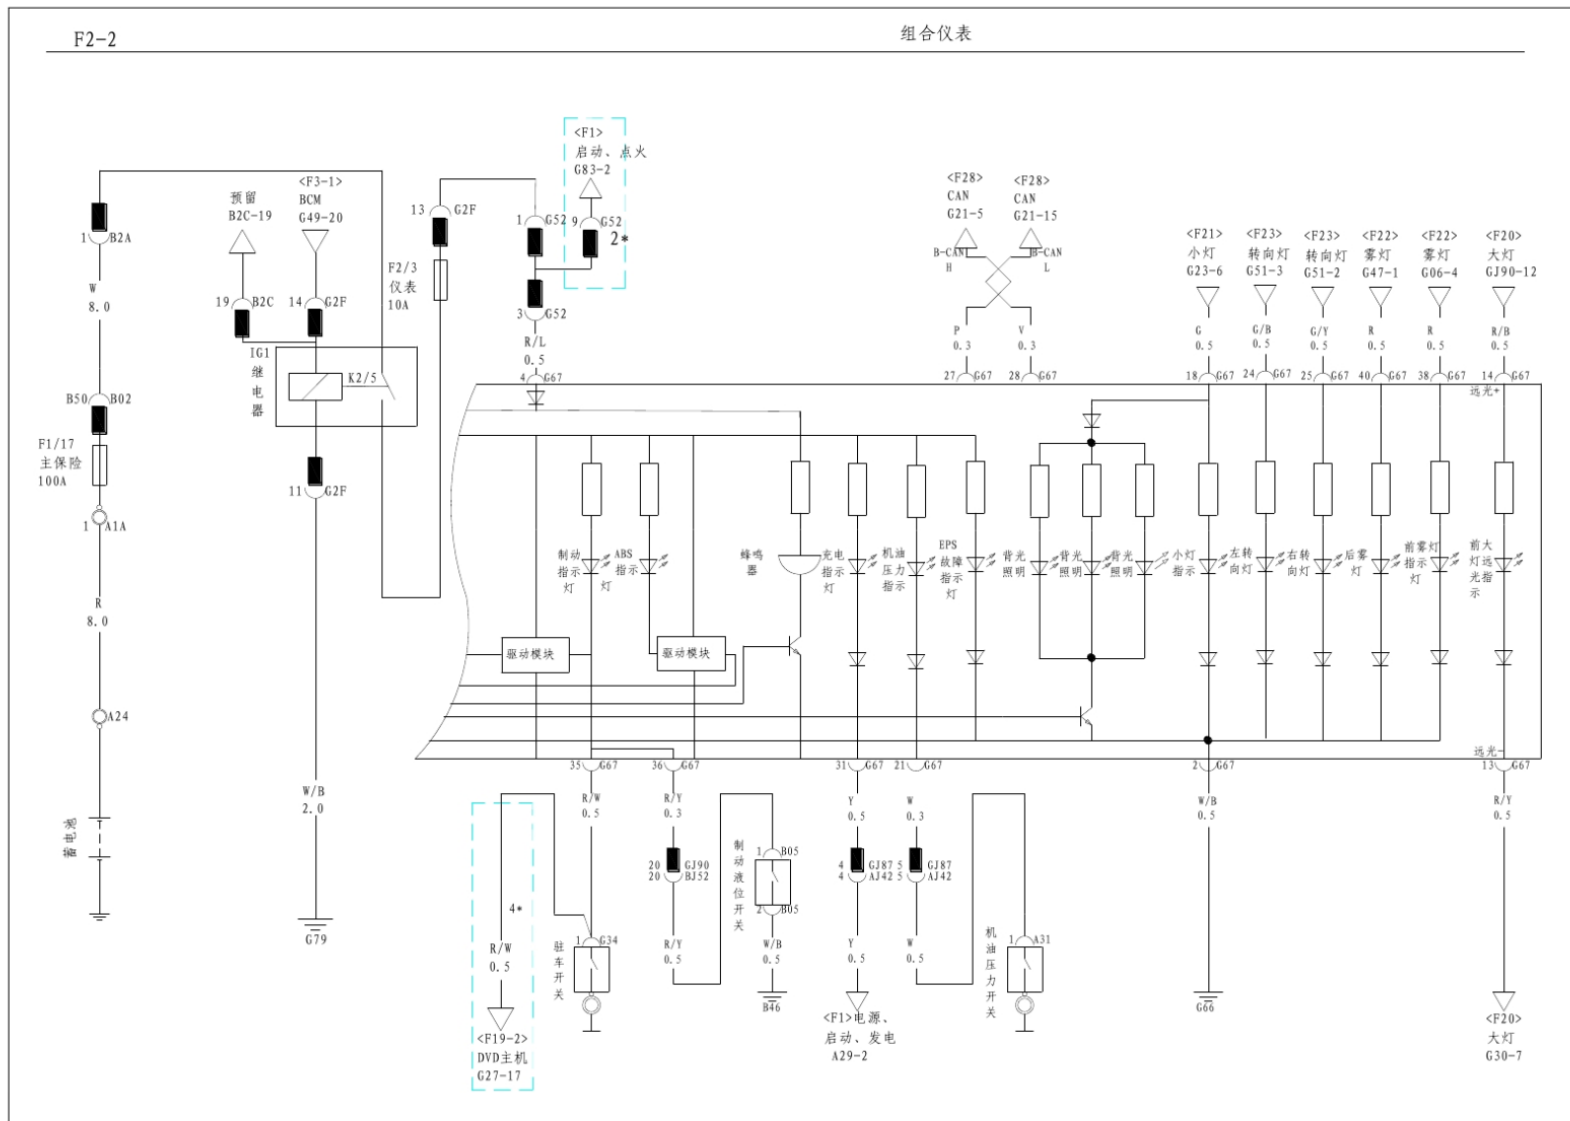 F2-2
组合仪表
<F1>
启动、点火
G83-2
9
G52
2*
<F3-1>
BCM
G49-20
预留
B2C-19
13
G2F
1
G52
<F28>
CAN
G21-5
<F28>
CAN
G21-15
B-CAN
H
B-CAN
L
<F21>
小灯
G23-6
<F23>
转向灯
G51-3
<F23>
转向灯
G51-2
<F22>
雾灯
G47-1
<F22>
雾灯
G06-4
<F20>
大灯
GJ90-12
1
B2A
W
8.0
19
B2C
14
G2F
F2/3
仪表
10A
3
G52
R/L
0.5
4
G67
P
0.3
V
0.3
27
G67
28
G67
G
0.5
G/B
0.5
G/Y
0.5
R
0.5
R
0.5
R/B
0.5
18
G67
24
G67
25
G67
40
G67
38
G67
14
G67
远光+
IG1
继电器
K2/5
B50
B02
F1/17
主保险
100A
1
A1A
11
G2F
制动
指示
灯
ABS
指示
灯
蜂鸣
器
充电
指示
灯
机油
压力
指示
EPS
故障
指示
灯
背光
照明
背光
照明
背光
照明
小灯
指示
左转
向灯
右转
向灯
后雾
灯
前雾灯
指示
灯
前大
灯远
光指
示
R
8.0
驱动模块
驱动模块
A24
蓄电池
W/B
2.0
G79
远光-
35
G67
36
G67
31
G67
21
G67
2
G67
13
G67
R/W
0.5
R/Y
0.3
Y
0.5
W
0.3
W/B
0.5
R/Y
0.5
20
GJ90
20
BJ52
制动液位开关
1
B05
2
B05
4
GJ87
4
AJ42
5
GJ87
5
AJ42
4*
R/W
0.5
驻车开关
1
G34
R/Y
0.5
W/B
0.5
B46
Y
0.5
W
0.5
机油压力开关
1
A31
G66
<F19-2>
DVD主机
G27-17
<F1>电源、
启动、发电
A29-2
<F20>
大灯
G30-7